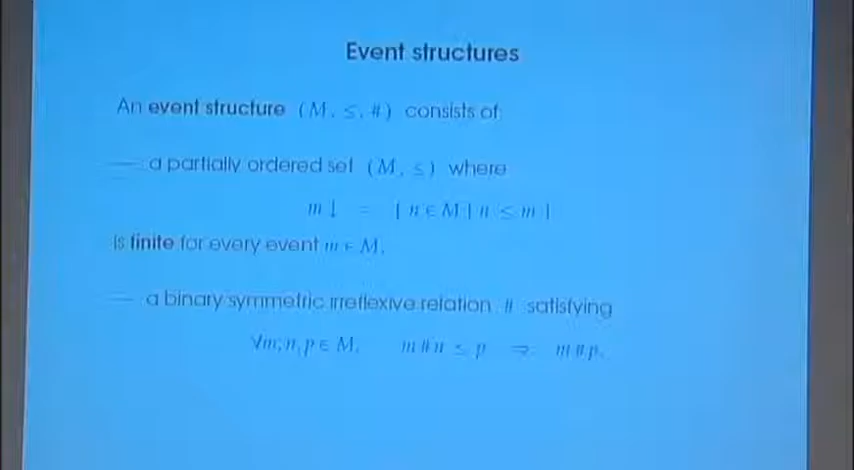 Event structures
An event structure (M, ≤, #) consists of:
— a partially ordered set (M, ≤) where
m↓ = { n ∈ M | n ≤ m }
is finite for every event m ∈ M,
— a binary symmetric irreflexive relation # satisfying
∀m, n, p ∈ M, m # n ≤ p ⇒ m # p.